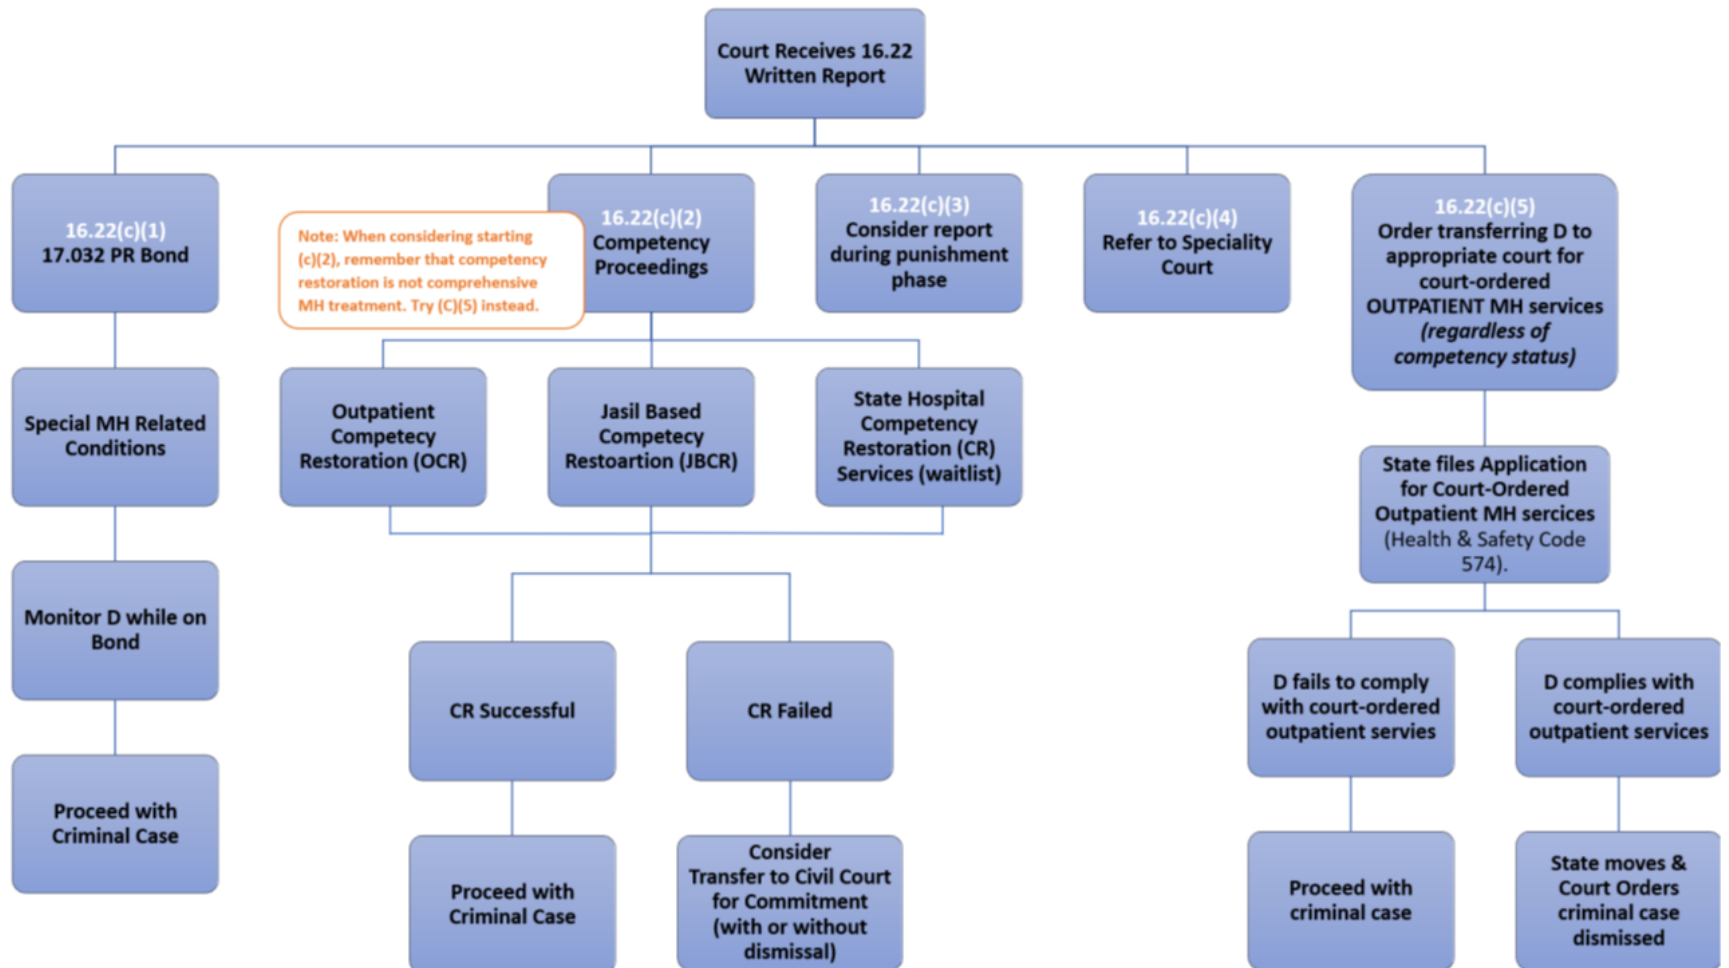 Court Receives 16.22
Written Report
16.22(c)(1)
17.032 PR Bond
Note: When considering starting
(c)(2), remember that competency
restoration is not comprehensive
MH treatment. Try (C)(5) instead.
16.22(c)(2)
Competency
Proceedings
16.22(c)(3)
Consider report
during punishment
phase
16.22(c)(4)
Refer to Speciality
Court
16.22(c)(5)
Order transferring D to
appropriate court for
court-ordered
OUTPATIENT MH services
(regardless of
competency status)
Special MH Related
Conditions
Outpatient
Competecy
Restoration (OCR)
Jasil Based
Competecy
Restoartion (JBCR)
State Hospital
Competency
Restoration (CR)
Services (waitlist)
State files Application
for Court-Ordered
Outpatient MH sercices
(Health & Safety Code
574).
Monitor D while on
Bond
CR Successful
CR Failed
D fails to comply
with court-ordered
outpatient servies
D complies with
court-ordered
outpatient services
Proceed with
Criminal Case
Proceed with
Criminal Case
Consider
Transfer to Civil Court
for Commitment
(with or without
dismissal)
Proceed with
criminal case
State moves &
Court Orders
criminal case
dismissed